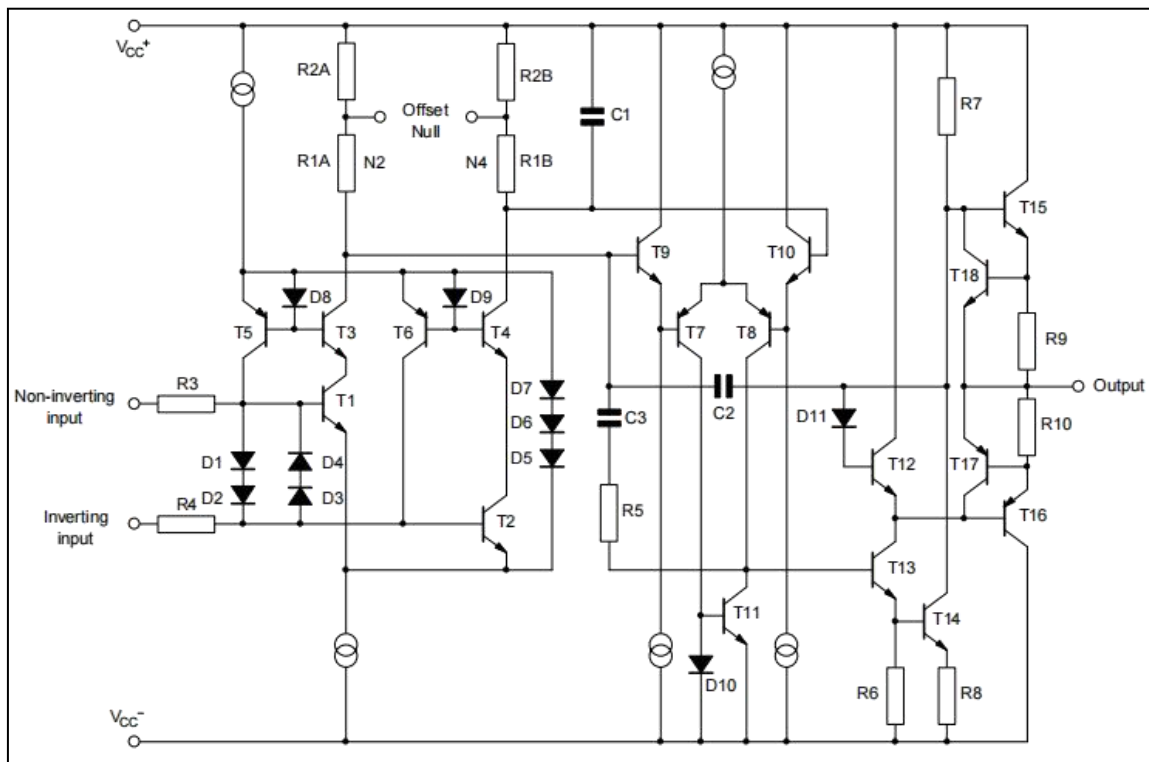 VCC+
R2A
R2B
Offset
Null
C1
R7
R1A
N2
N4
R1B
T15
T9
T10
T18
D8
D9
T5
T3
T6
T4
T7
T8
R9
R3
Non-inverting
input
T1
D7
D6
D5
C3
C2
D11
Output
R10
D1
D4
T12
T17
D2
D3
Inverting
input
R4
T2
R5
T16
T13
T11
T14
D10
R6
R8
VCC−